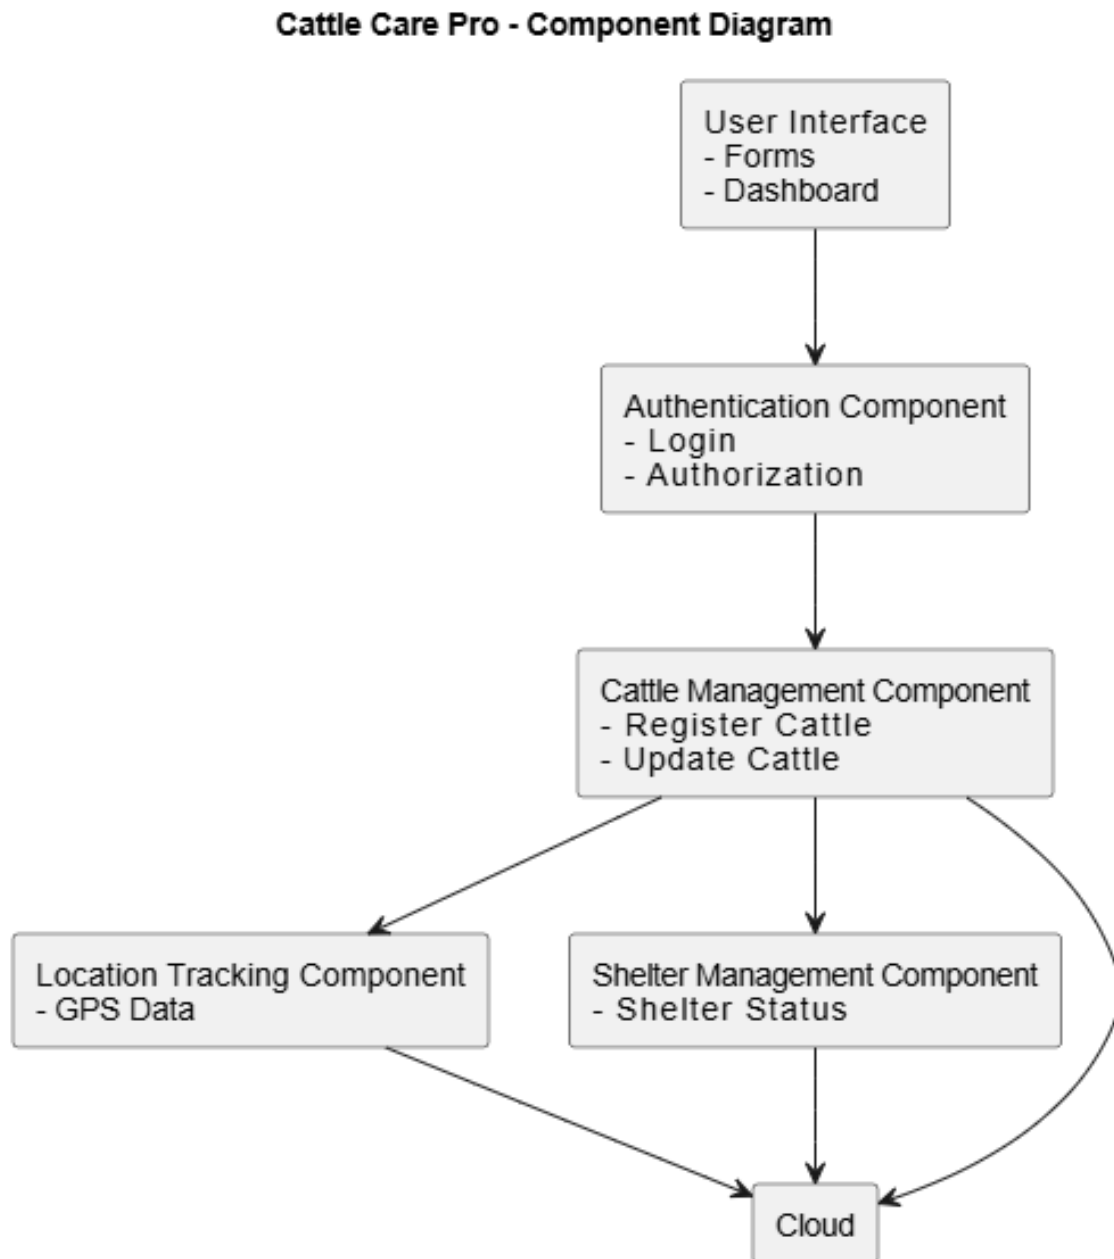 Cattle Care Pro - Component Diagram
User Interface
- Forms
- Dashboard
Authentication Component
- Login
- Authorization
Cattle Management Component
- Register Cattle
- Update Cattle
Location Tracking Component
- GPS Data
Shelter Management Component
- Shelter Status
Cloud